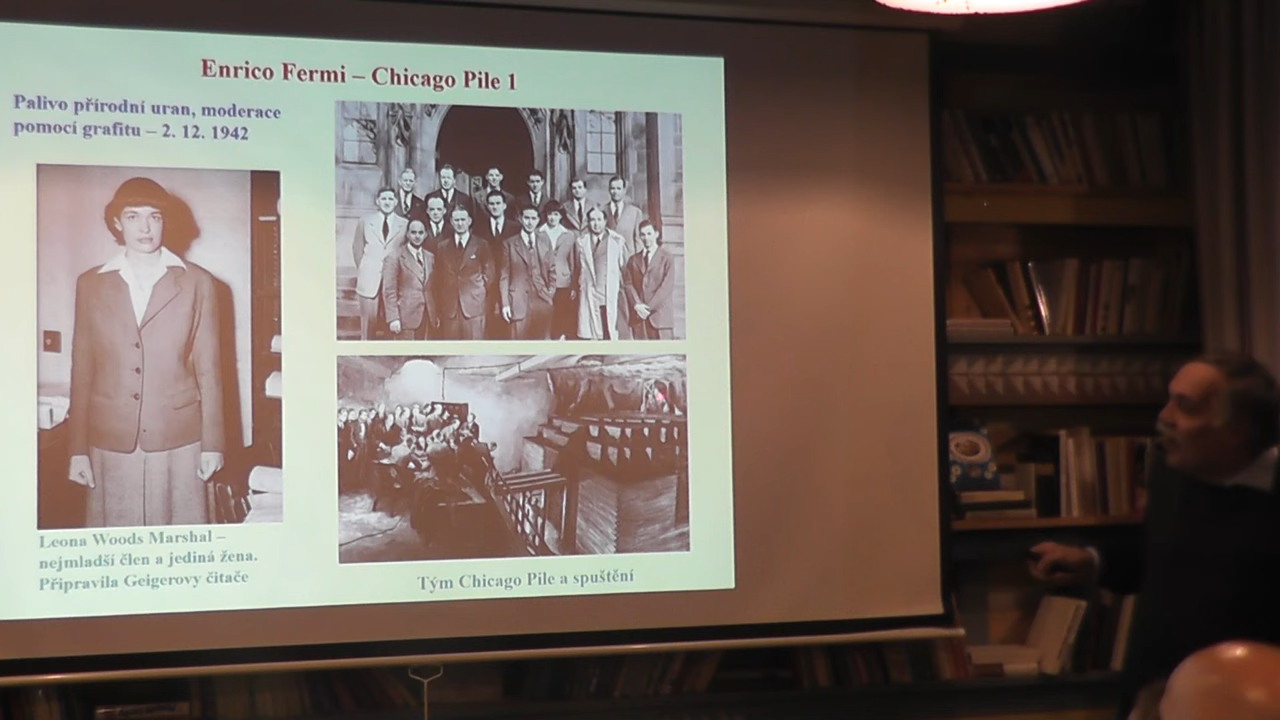 Enrico Fermi – Chicago Pile 1
Palivo přírodní uran, moderace
pomocí grafitu – 2. 12. 1942
Leona Woods Marshal –
nejmladší člen a jediná žena.
Připravila Geigerovy čitače
Tým Chicago Pile a spuštění